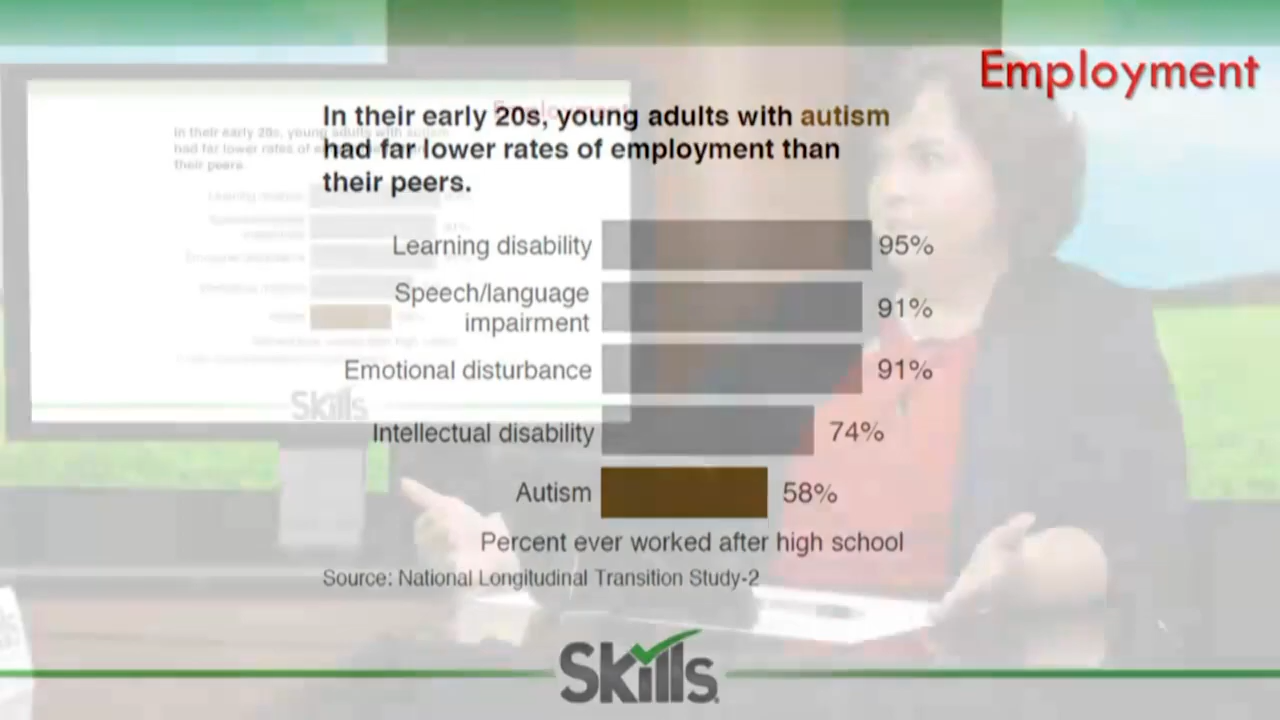 Employment
In their early 20s, young adults with autism
had far lower rates of employment than
their peers.
Learning disability 95%
Speech/language
impairment 91%
Emotional disturbance 91%
Intellectual disability 74%
Autism 58%
Percent ever worked after high school
Source: National Longitudinal Transition Study-2
Skills
Skills